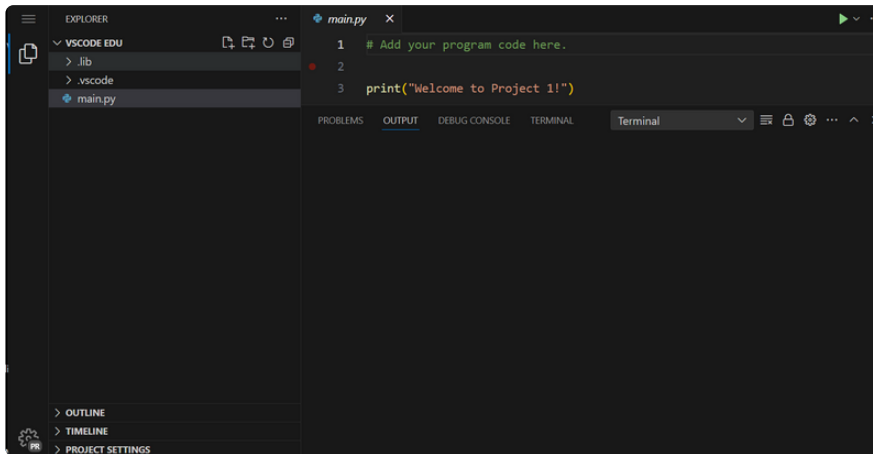 EXPLORER
VSCODE EDU
.lib
.vscode
main.py
OUTLINE
TIMELINE
PROJECT SETTINGS
PR
main.py
1 # Add your program code here.
2
3 print("Welcome to Project 1!")
PROBLEMS OUTPUT DEBUG CONSOLE TERMINAL Terminal